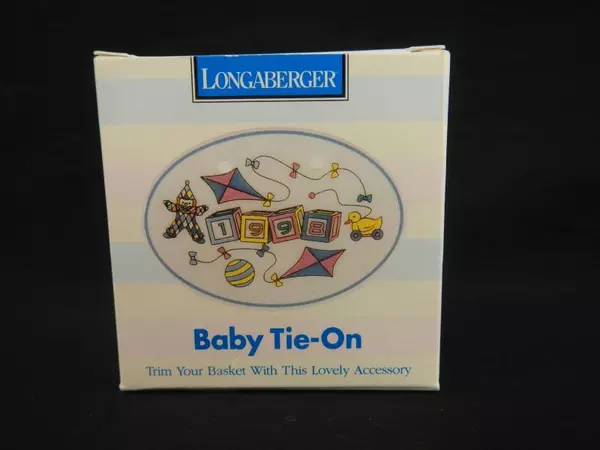 LONGABERGER
1998
Baby Tie-On
Trim Your Basket With This Lovely Accessory